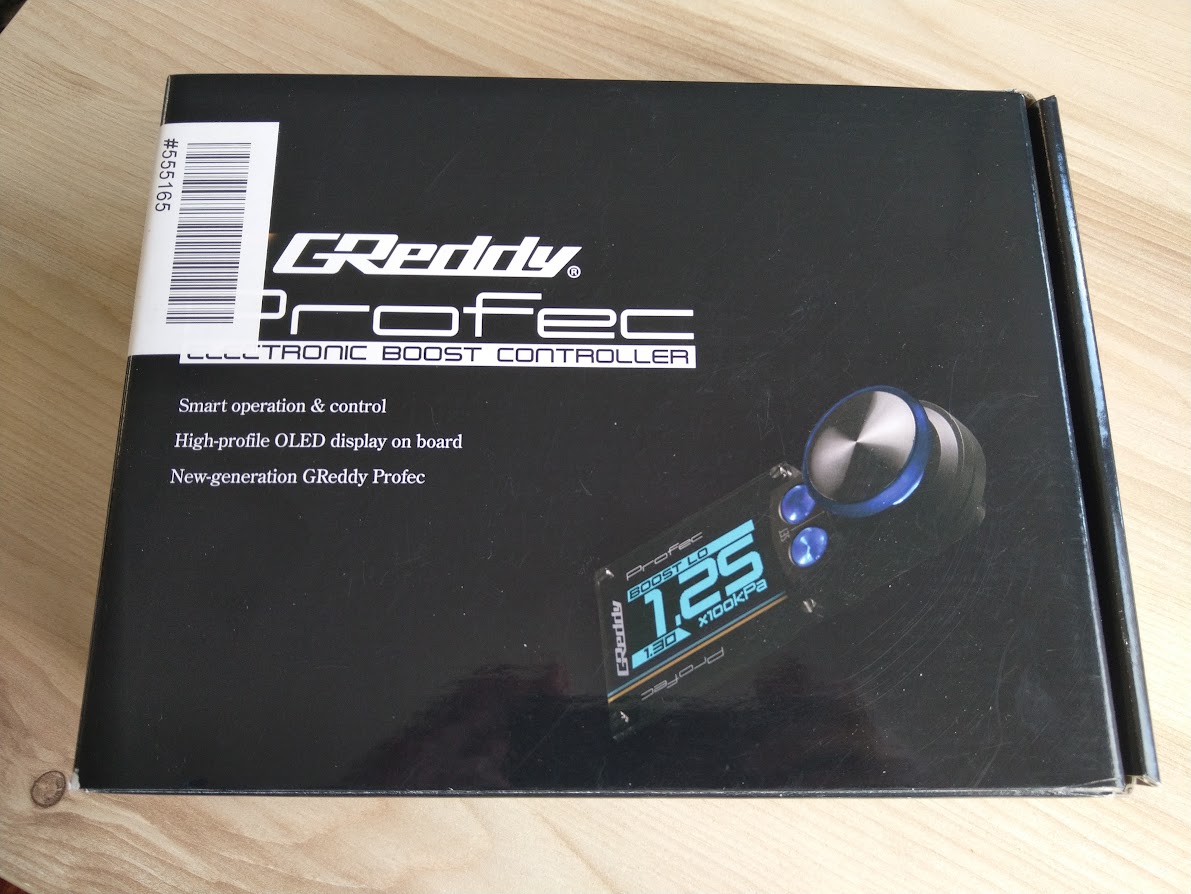 #555165
GReddy®
Profec
ELECTRONIC BOOST CONTROLLER
Smart operation & control
High-profile OLED display on board
New-generation GReddy Profec
Profec
BOOST LO
1.25
x100kPa
1.30
GReddy
Profec